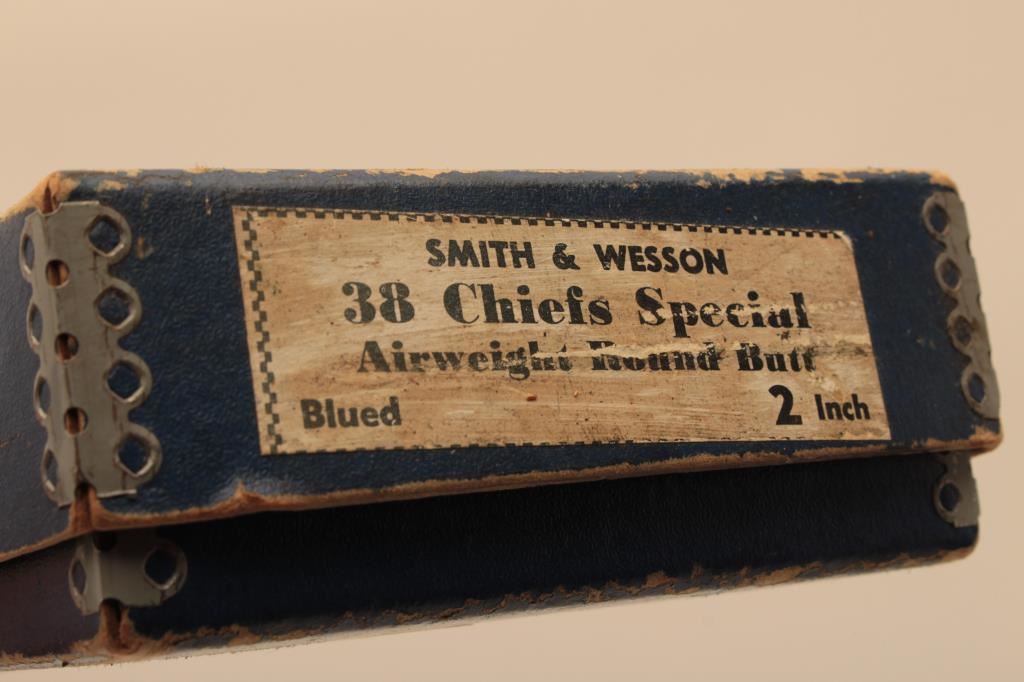 SMITH & WESSON
38 Chiefs Special
Airweight Round Butt
Blued 2 Inch